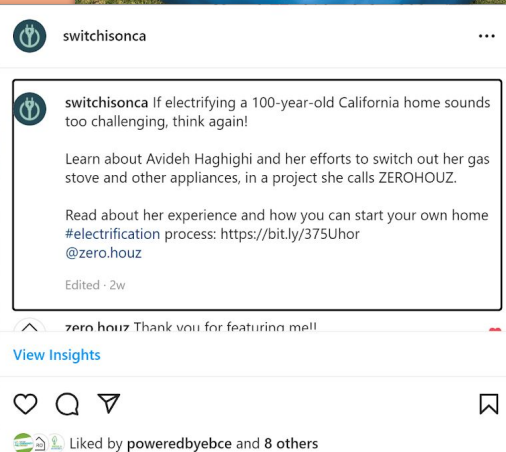 switchisonca
switchisonca If electrifying a 100-year-old California home sounds
too challenging, think again!
Learn about Avideh Haghighi and her efforts to switch out her gas
stove and other appliances, in a project she calls ZEROHOUZ.
Read about her experience and how you can start your own home
#electrification process: https://bit.ly/375Uhor
@zero.houz
Edited · 2w
zero.houz Thank you for featuring me!!
View Insights
Liked by poweredbyebce and 8 others